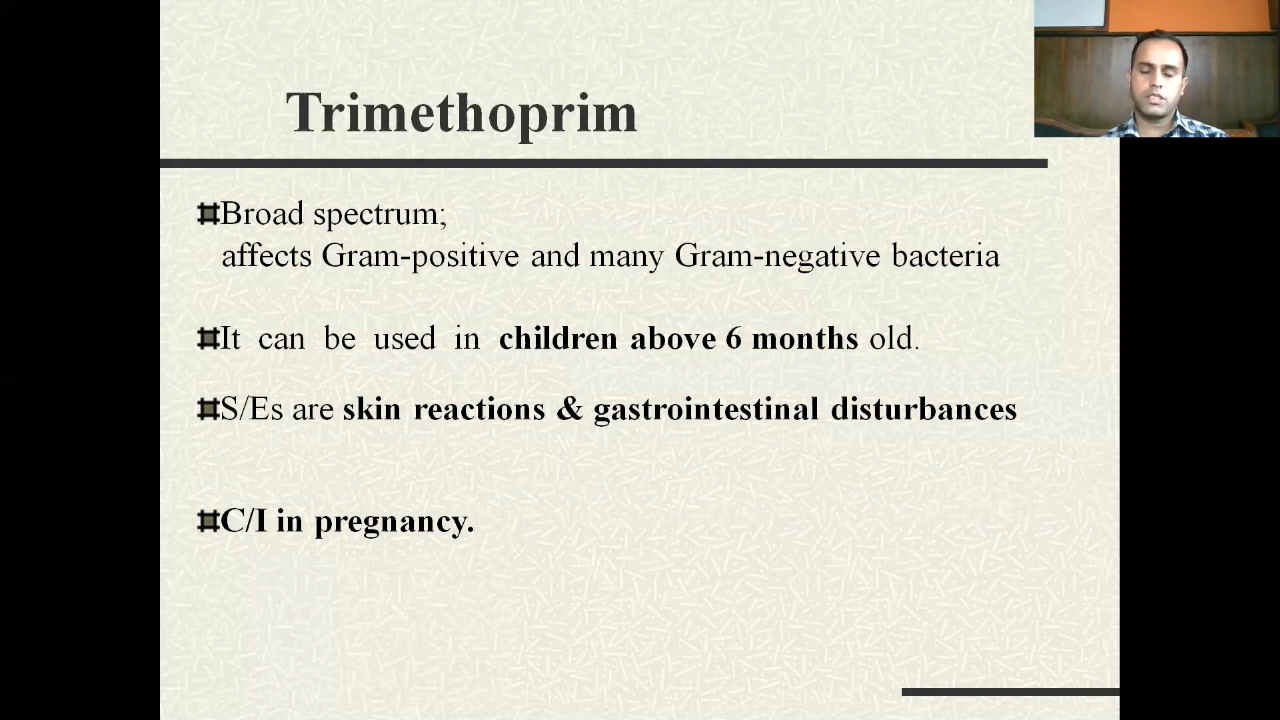 Trimethoprim
Broad spectrum;
affects Gram-positive and many Gram-negative bacteria
It can be used in children above 6 months old.
S/Es are skin reactions & gastrointestinal disturbances
C/I in pregnancy.